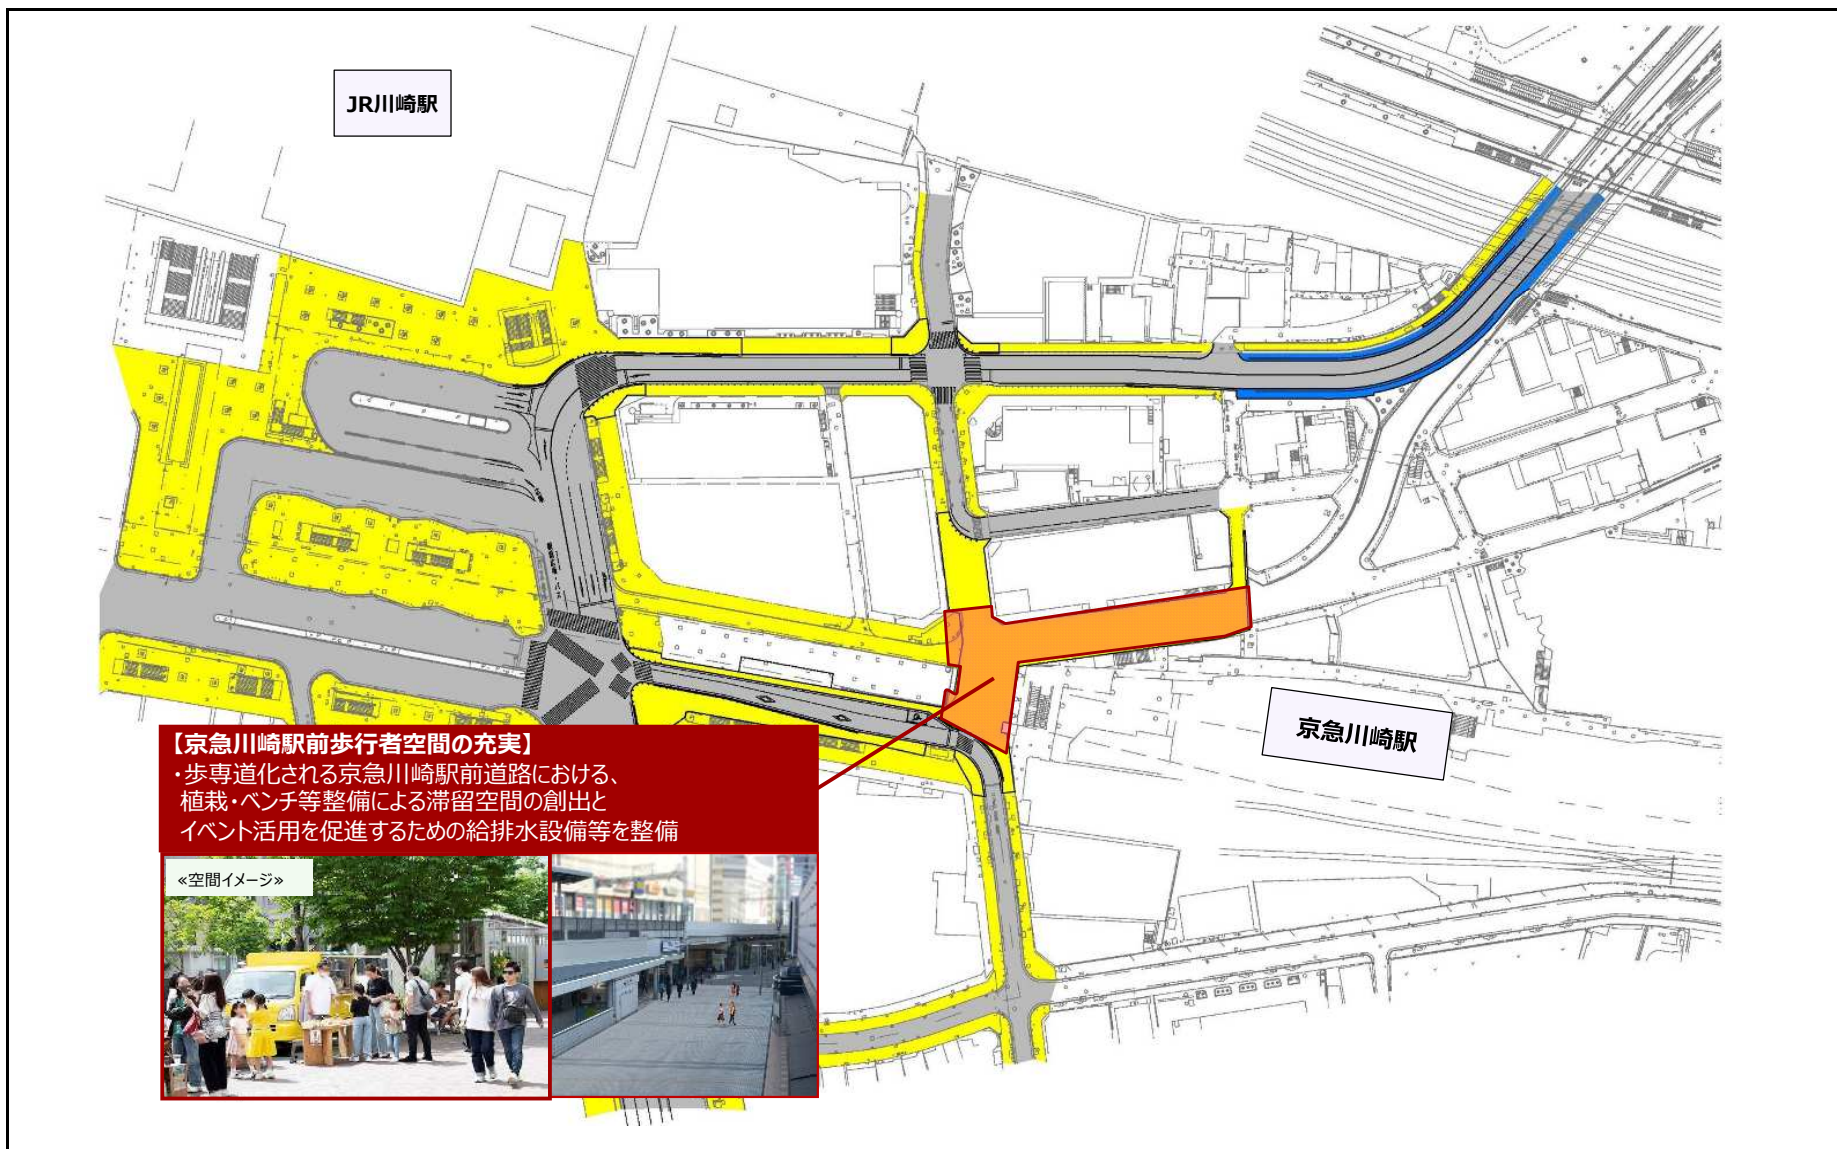 JR川崎駅
京急川崎駅
【京急川崎駅前歩行者空間の充実】
・歩専道化される京急川崎駅前道路における、
植栽・ベンチ等整備による滞留空間の創出と
イベント活用を促進するための給排水設備等を整備
«空間イメージ»